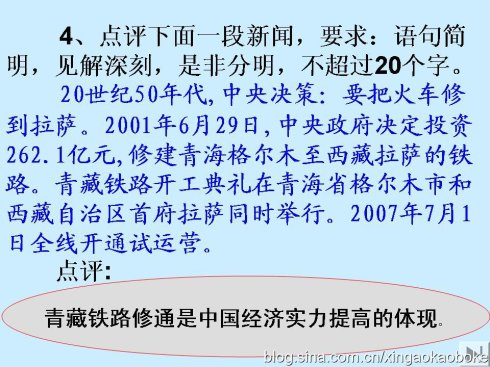 4、点评下面一段新闻，要求：语句简
明，见解深刻，是非分明，不超过20个字。
20世纪50年代,中央决策：要把火车修
到拉萨。2001年6月29日,中央政府决定投资
262.1亿元,修建青海格尔木至西藏拉萨的铁
路。青藏铁路开工典礼在青海省格尔木市和
西藏自治区首府拉萨同时举行。2007年7月1
日全线开通试运营。
点评:
青藏铁路修通是中国经济实力提高的体现。
blog.sina.com.cn/xingaokaoboke